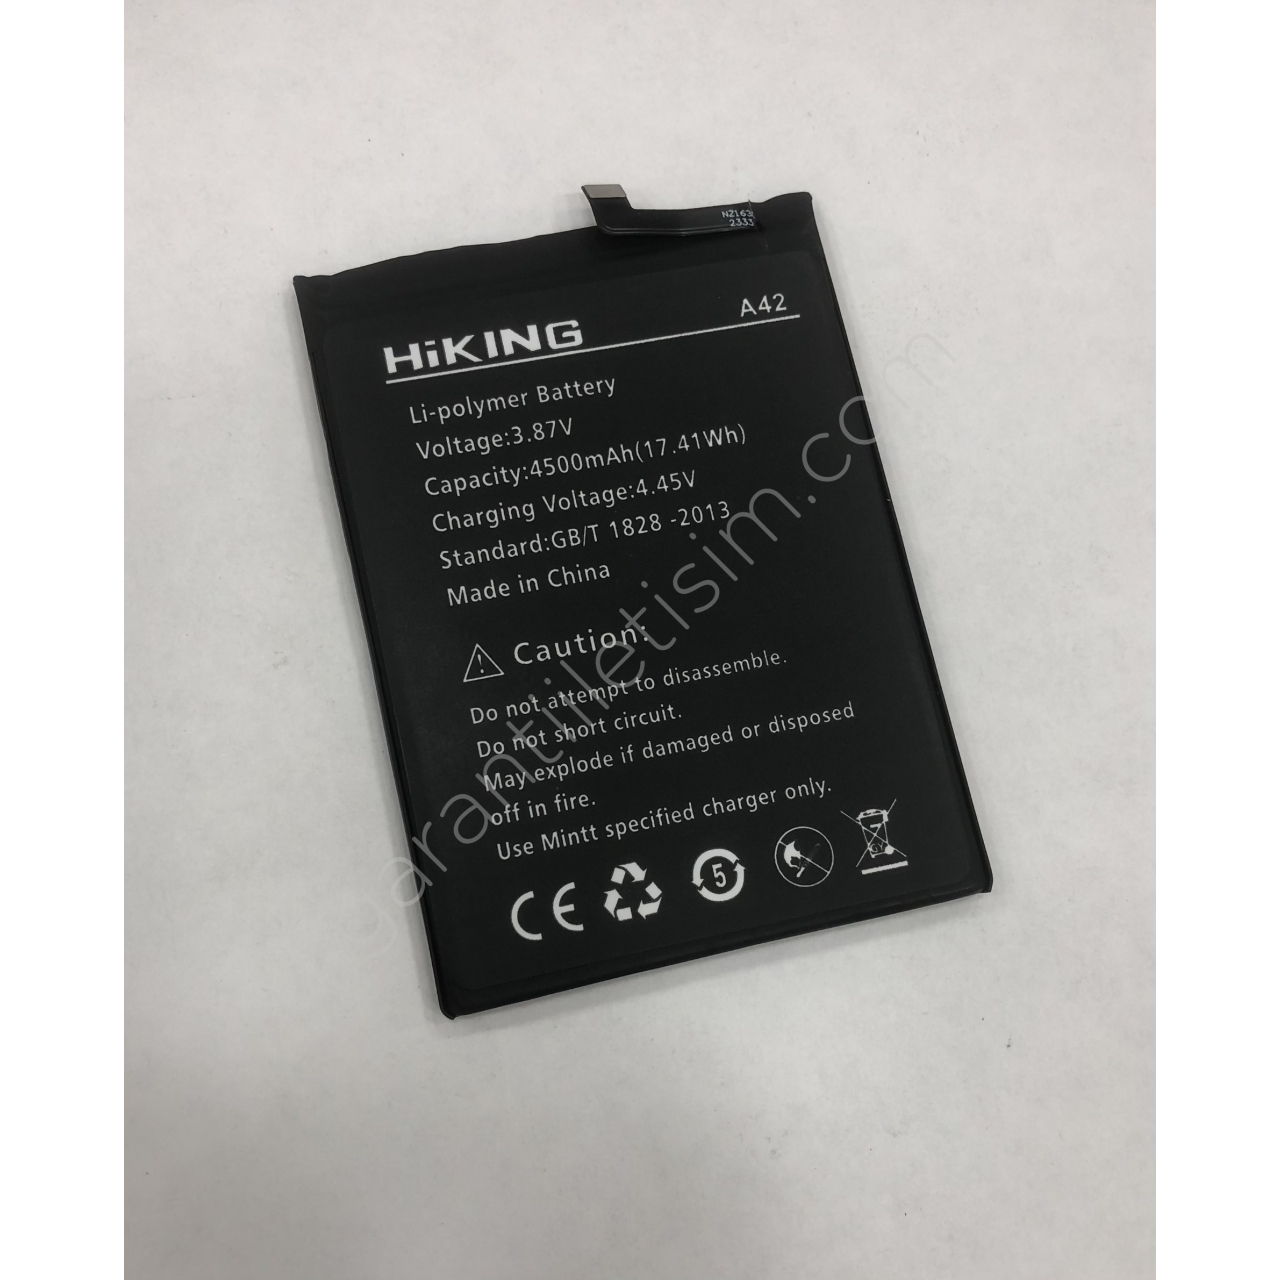 NZ163
2333
HiKING A42
Li-polymer Battery
Voltage:3.87V
Capacity:4500mAh(17.41Wh)
Charging Voltage:4.45V
Standard:GB/T 1828 -2013
Made in China
Caution:
Do not attempt to disassemble.
Do not short circuit.
May explode if damaged or disposed
off in fire.
Use Mintt specified charger only.
CE 5
garantiiletisim.com